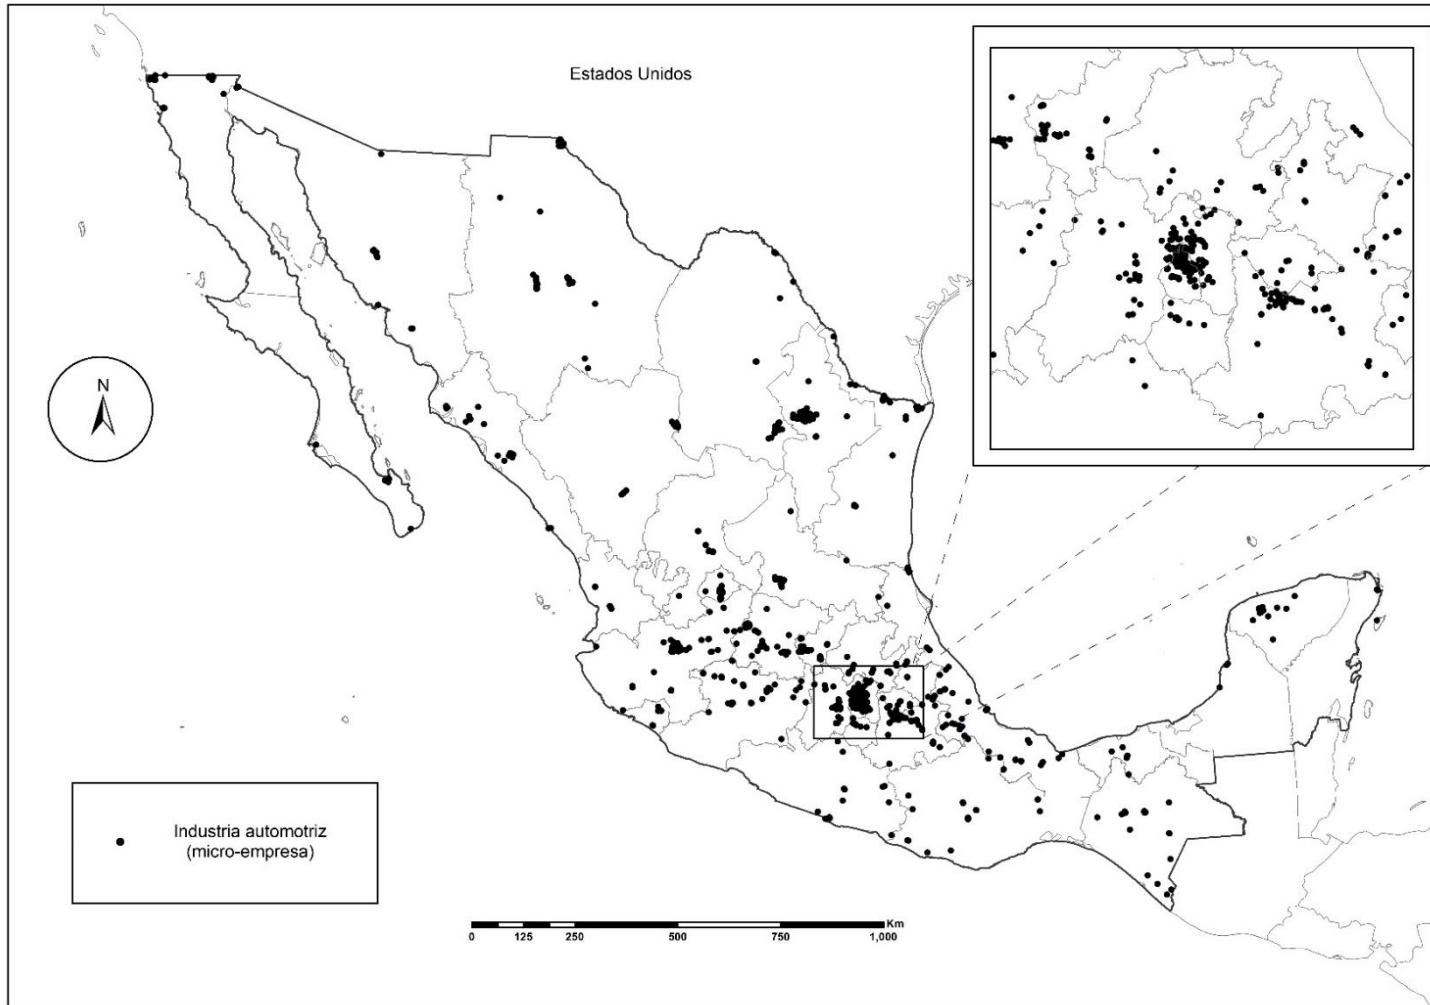 Estados Unidos
N
Industria automotriz
(micro-empresa)
Km
0 125 250 500 750 1,000